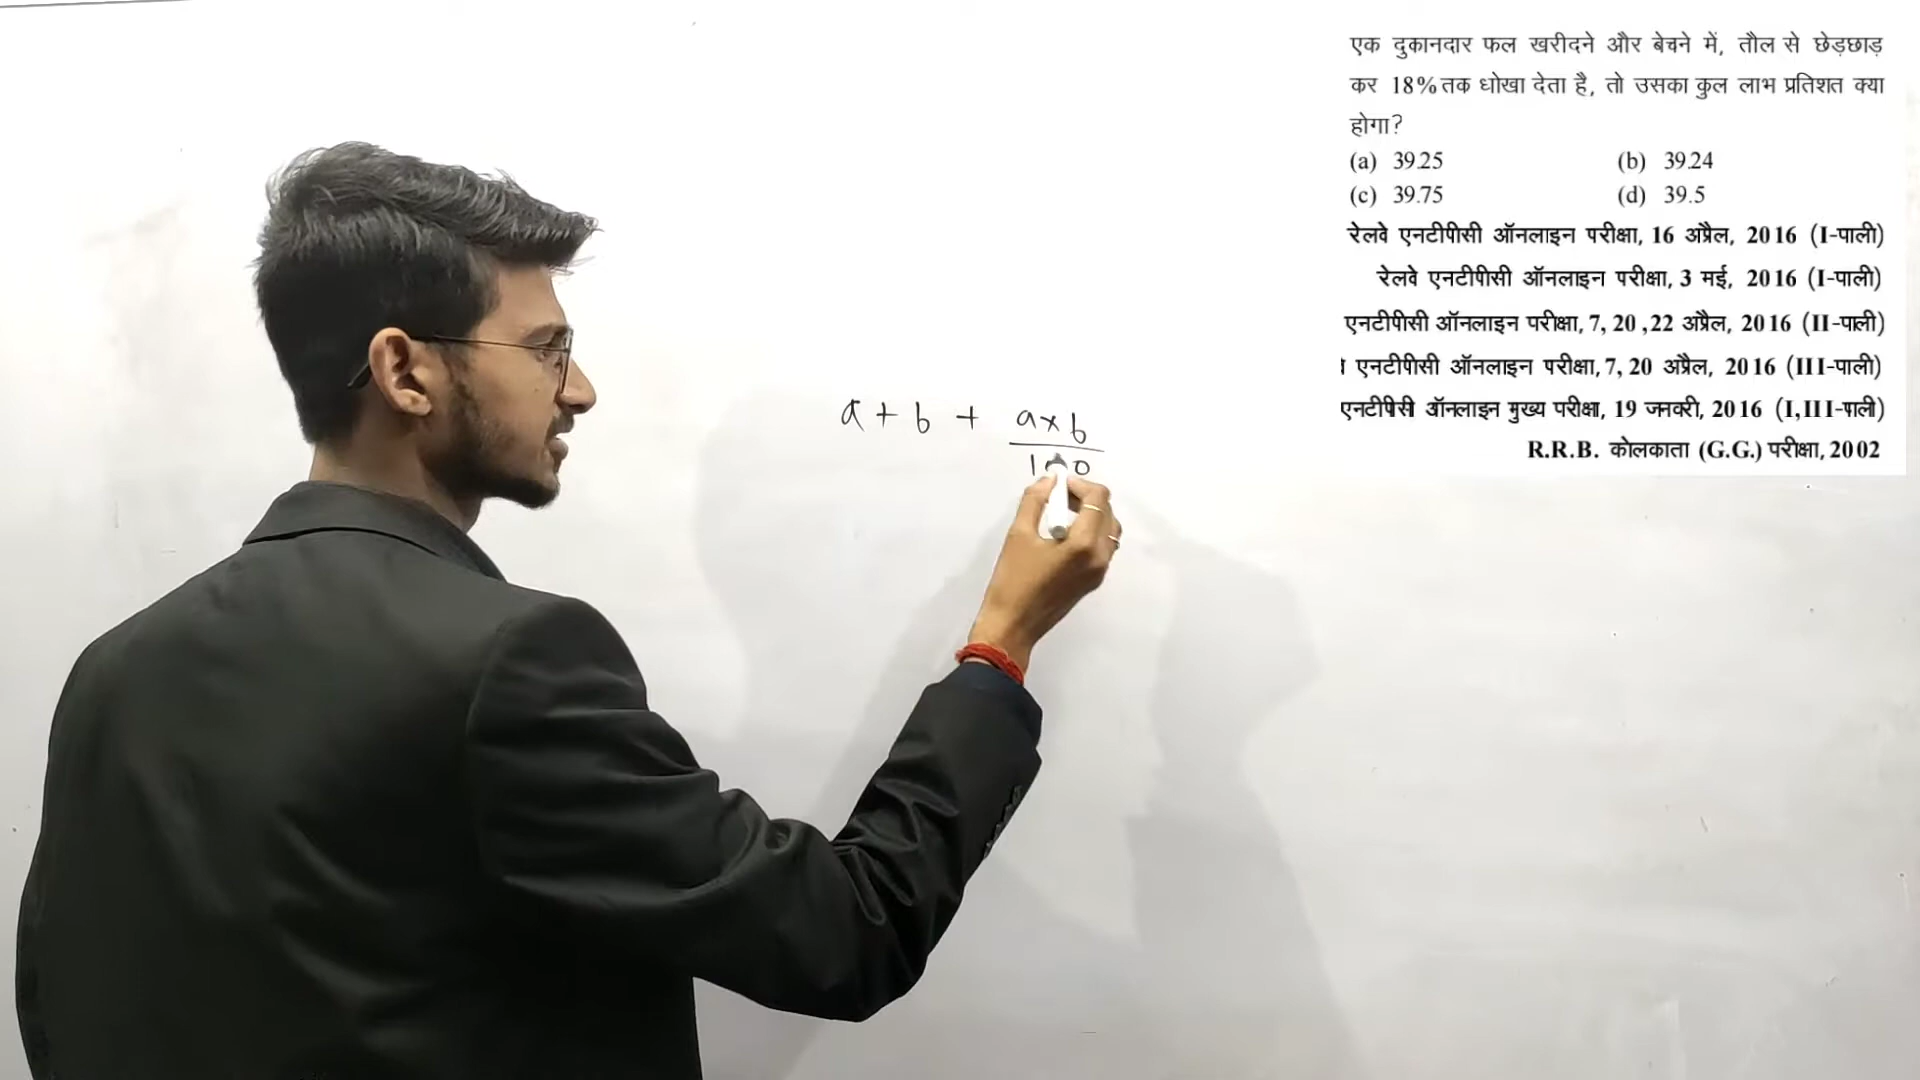 एक दुकानदार फल खरीदने और बेचने में, तौल से छेड़छाड़
कर 18% तक धोखा देता है, तो उसका कुल लाभ प्रतिशत क्या
होगा?
(a) 39.25 (b) 39.24
(c) 39.75 (d) 39.5
रेलवे एनटीपीसी ऑनलाइन परीक्षा, 16 अप्रैल, 2016 (I-पाली)
रेलवे एनटीपीसी ऑनलाइन परीक्षा, 3 मई, 2016 (I-पाली)
एनटीपीसी ऑनलाइन परीक्षा, 7, 20 ,22 अप्रैल, 2016 (II-पाली)
एनटीपीसी ऑनलाइन परीक्षा, 7, 20 अप्रैल, 2016 (III-पाली)
एनटीपीसी ऑनलाइन मुख्य परीक्षा, 19 जनवरी, 2016 (I,III-पाली)
R.R.B. कोलकाता (G.G.) परीक्षा, 2002
a + b + a×b
100